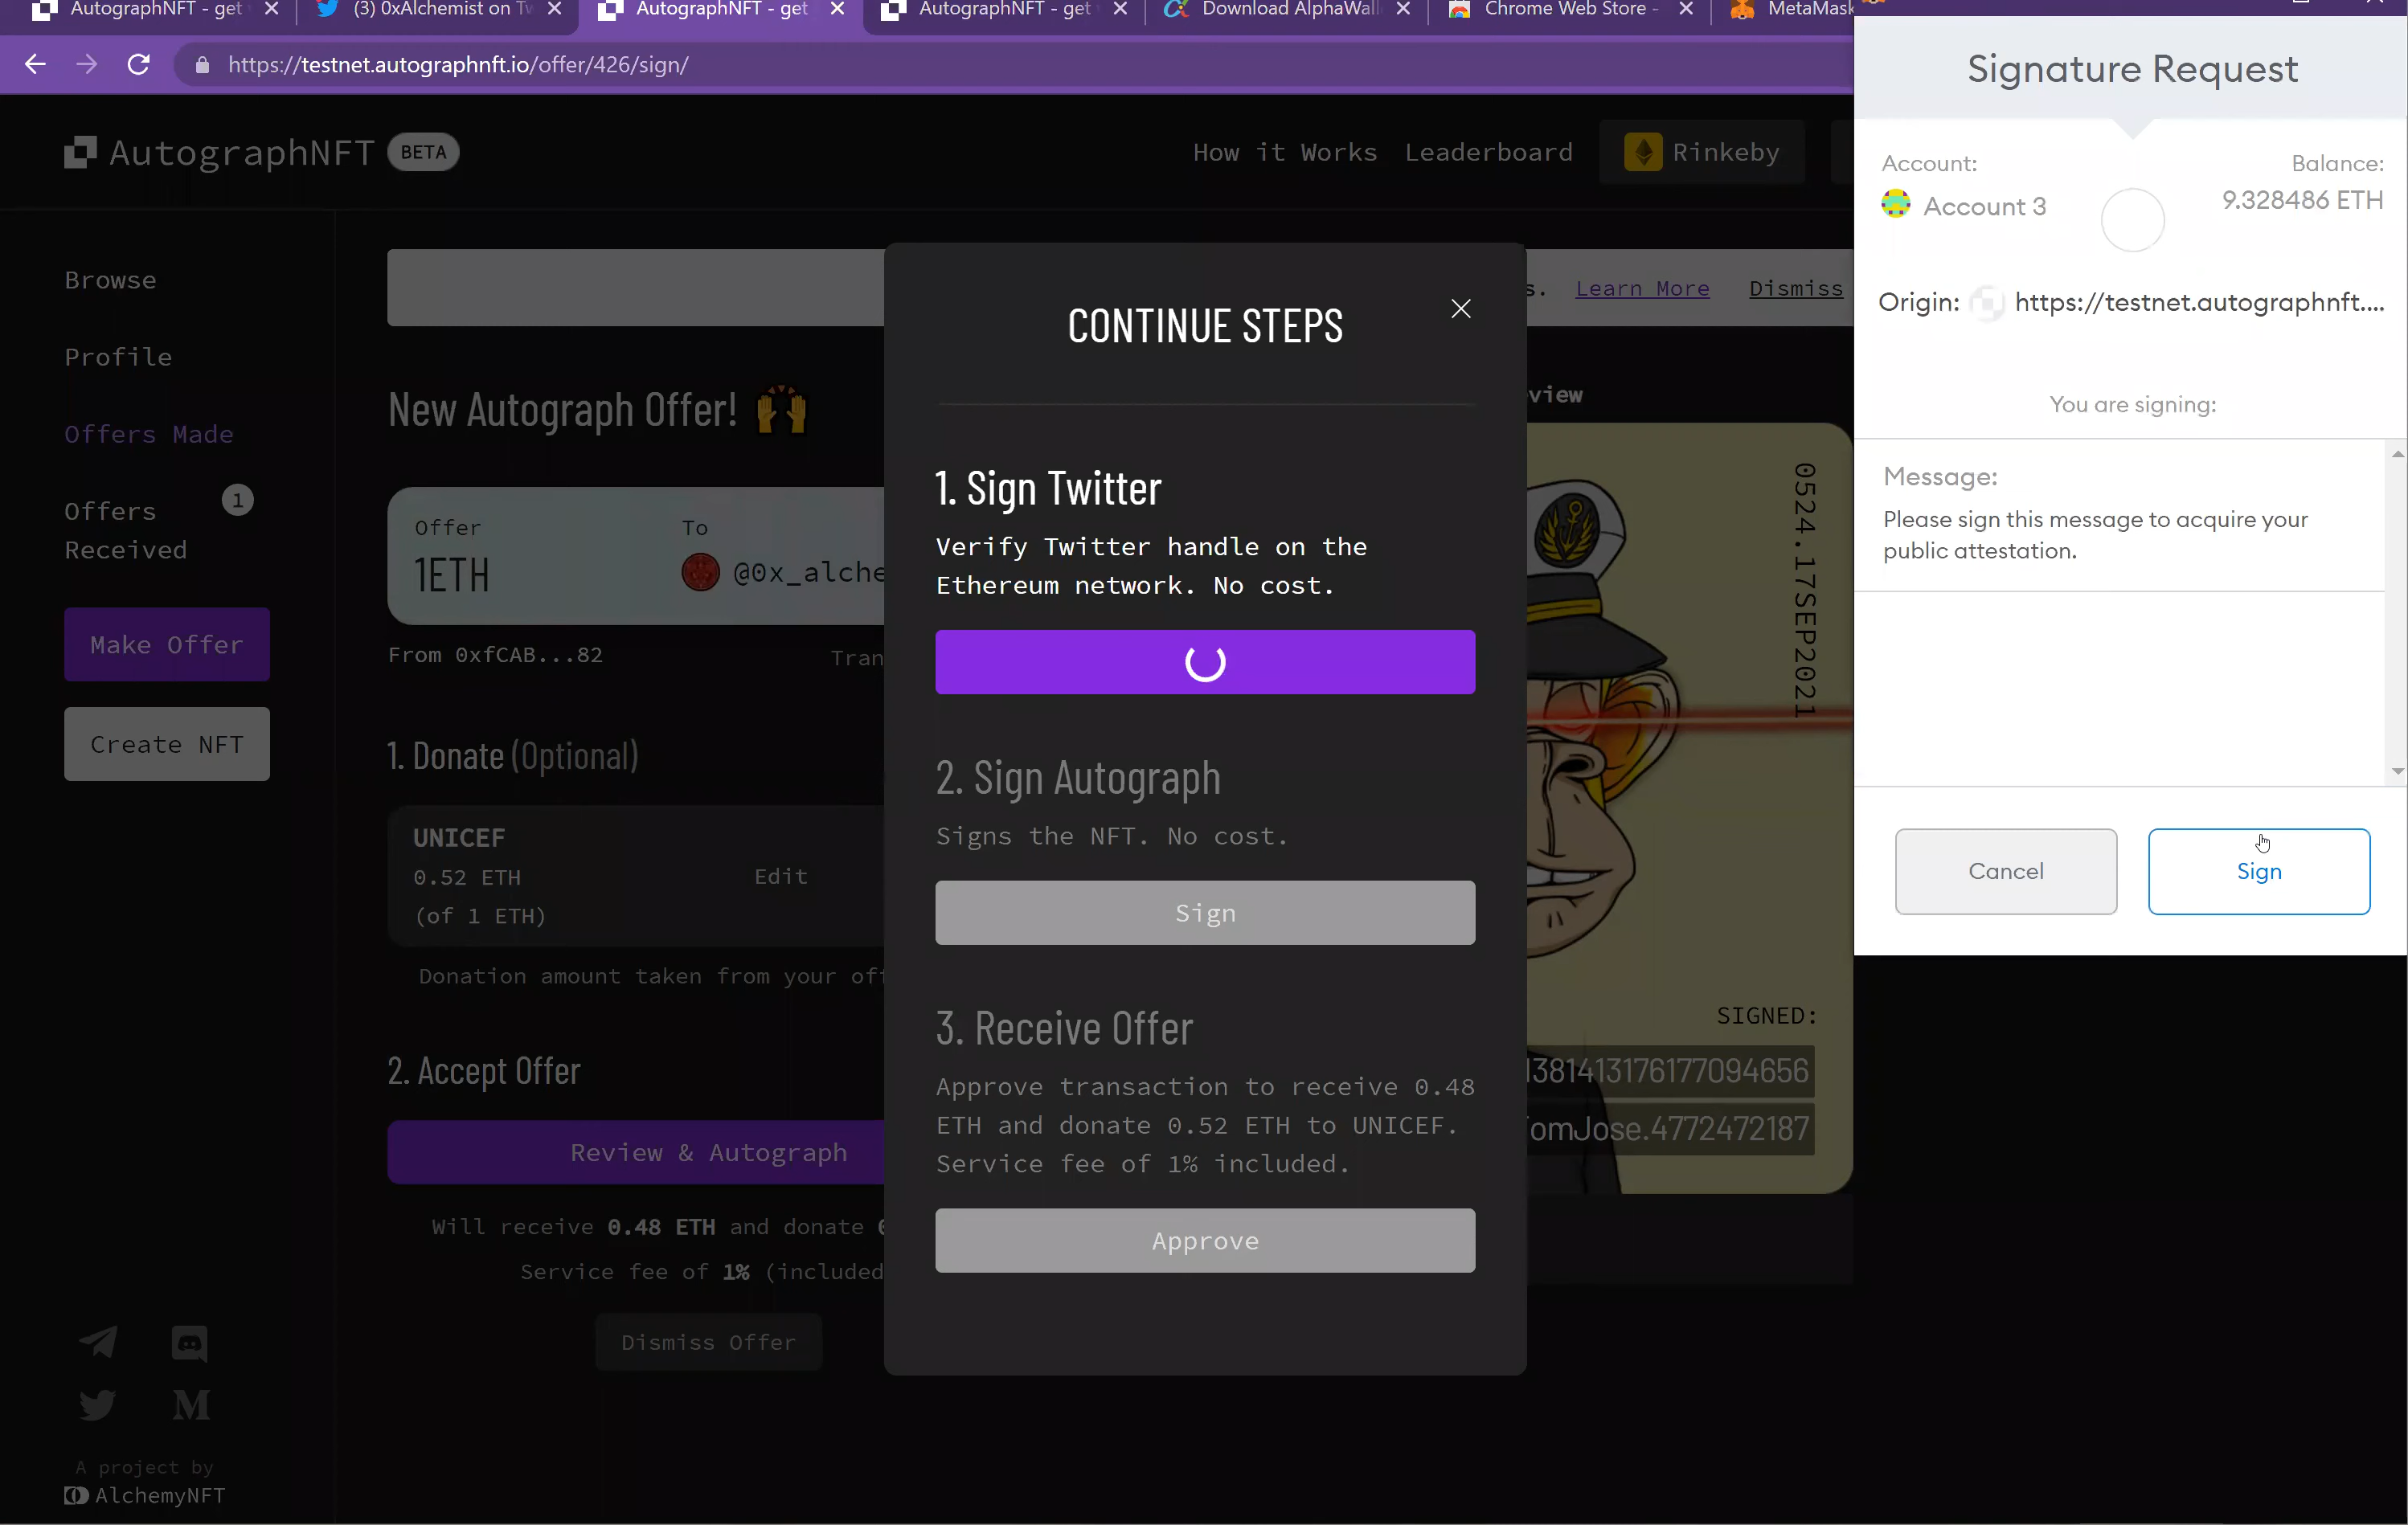 AutographNFT - get
(3) 0xAlchemist on Tw
AutographNFT - get
AutographNFT - get
Download AlphaWall
Chrome Web Store -
MetaMask
https://testnet.autographnft.io/offer/426/sign/
AutographNFT BETA
How it Works
Leaderboard
Rinkeby
Browse
Profile
Offers Made
Offers Received
1
Make Offer
Create NFT
A project by
AlchemyNFT
s. Learn More Dismiss
New Autograph Offer! 🙌
Offer
1ETH
To
@0x_alche
From 0xfCAB...82
Tran
1. Donate (Optional)
UNICEF
0.52 ETH
(of 1 ETH)
Edit
Donation amount taken from your off
2. Accept Offer
Review & Autograph
Will receive 0.48 ETH and donate 0
Service fee of 1% (included
Dismiss Offer
CONTINUE STEPS
1. Sign Twitter
Verify Twitter handle on the
Ethereum network. No cost.
2. Sign Autograph
Signs the NFT. No cost.
Sign
3. Receive Offer
Approve transaction to receive 0.48
ETH and donate 0.52 ETH to UNICEF.
Service fee of 1% included.
Approve
view
0524.17SEP2021
SIGNED:
1381413176177094656
TomJose.4772472187
Signature Request
Account:
Account 3
Balance:
9.328486 ETH
Origin: https://testnet.autographnft....
You are signing:
Message:
Please sign this message to acquire your
public attestation.
Cancel
Sign